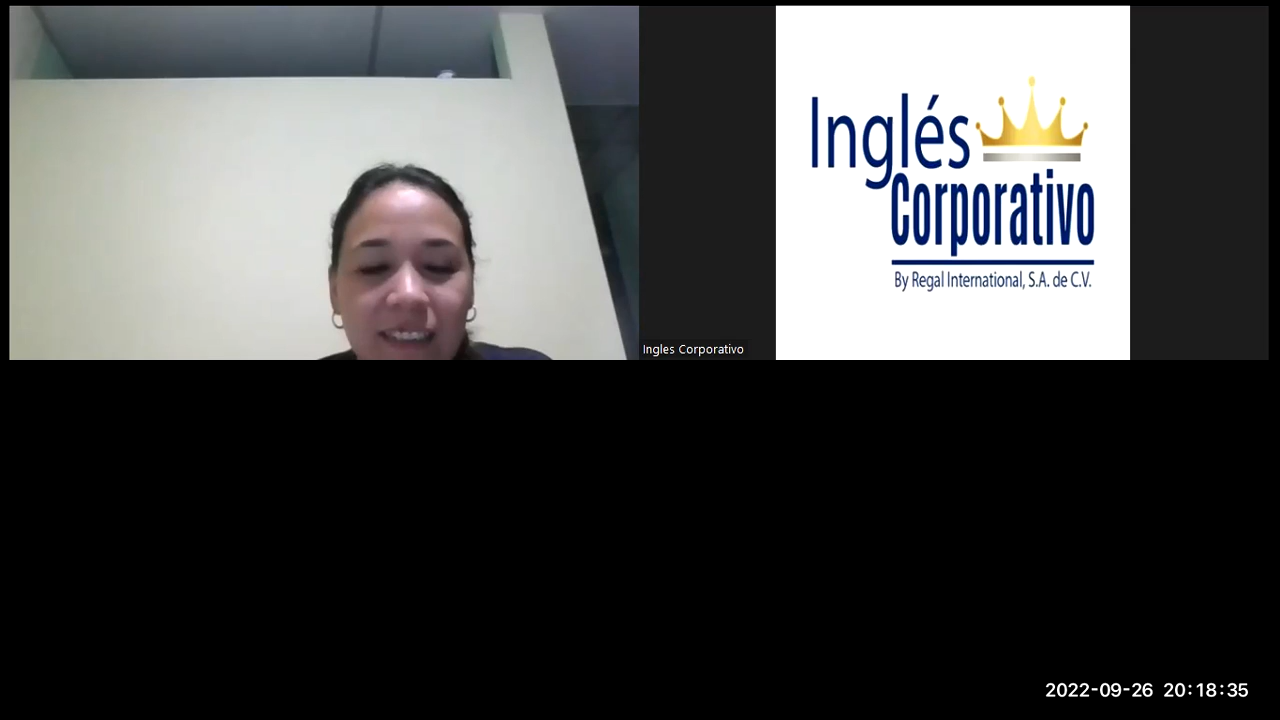 Inglés
Corporativo
By Regal International, S.A. de C.V.
Ingles Corporativo
2022-09-26 20:18:35